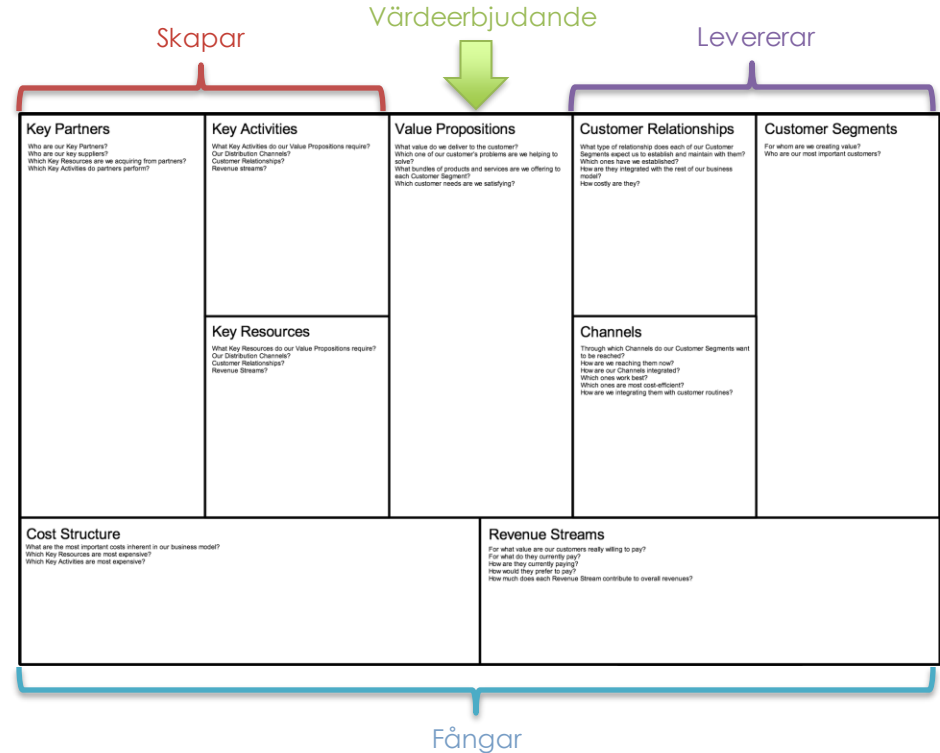 Värdeerbjudande
Skapar
Levererar
Key Partners
Who are our Key Partners?
Who are our key suppliers?
Which Key Resources are we acquiring from partners?
Which Key Activities do partners perform?
Key Activities
What Key Activities do our Value Propositions require?
Our Distribution Channels?
Customer Relationships?
Revenue streams?
Value Propositions
What value do we deliver to the customer?
Which one of our customer's problems are we helping to
solve?
What bundles of products and services are we offering to
each Customer Segment?
Which customer needs are we satisfying?
Customer Relationships
What type of relationship does each of our Customer
Segments expect us to establish and maintain with them?
Which ones have we established?
How are they integrated with the rest of our business
model?
How costly are they?
Customer Segments
For whom are we creating value?
Who are our most important customers?
Key Resources
What Key Resources do our Value Propositions require?
Our Distribution Channels?
Customer Relationships?
Revenue Streams?
Channels
Through which Channels do our Customer Segments want
to be reached?
How are we reaching them now?
How are our Channels integrated?
Which ones work best?
Which ones are most cost-efficient?
How are we integrating them with customer routines?
Cost Structure
What are the most important costs inherent in our business model?
Which Key Resources are most expensive?
Which Key Activities are most expensive?
Revenue Streams
For what value are our customers really willing to pay?
For what do they currently pay?
How are they currently paying?
How would they prefer to pay?
How much does each Revenue Stream contribute to overall revenues?
Fångar